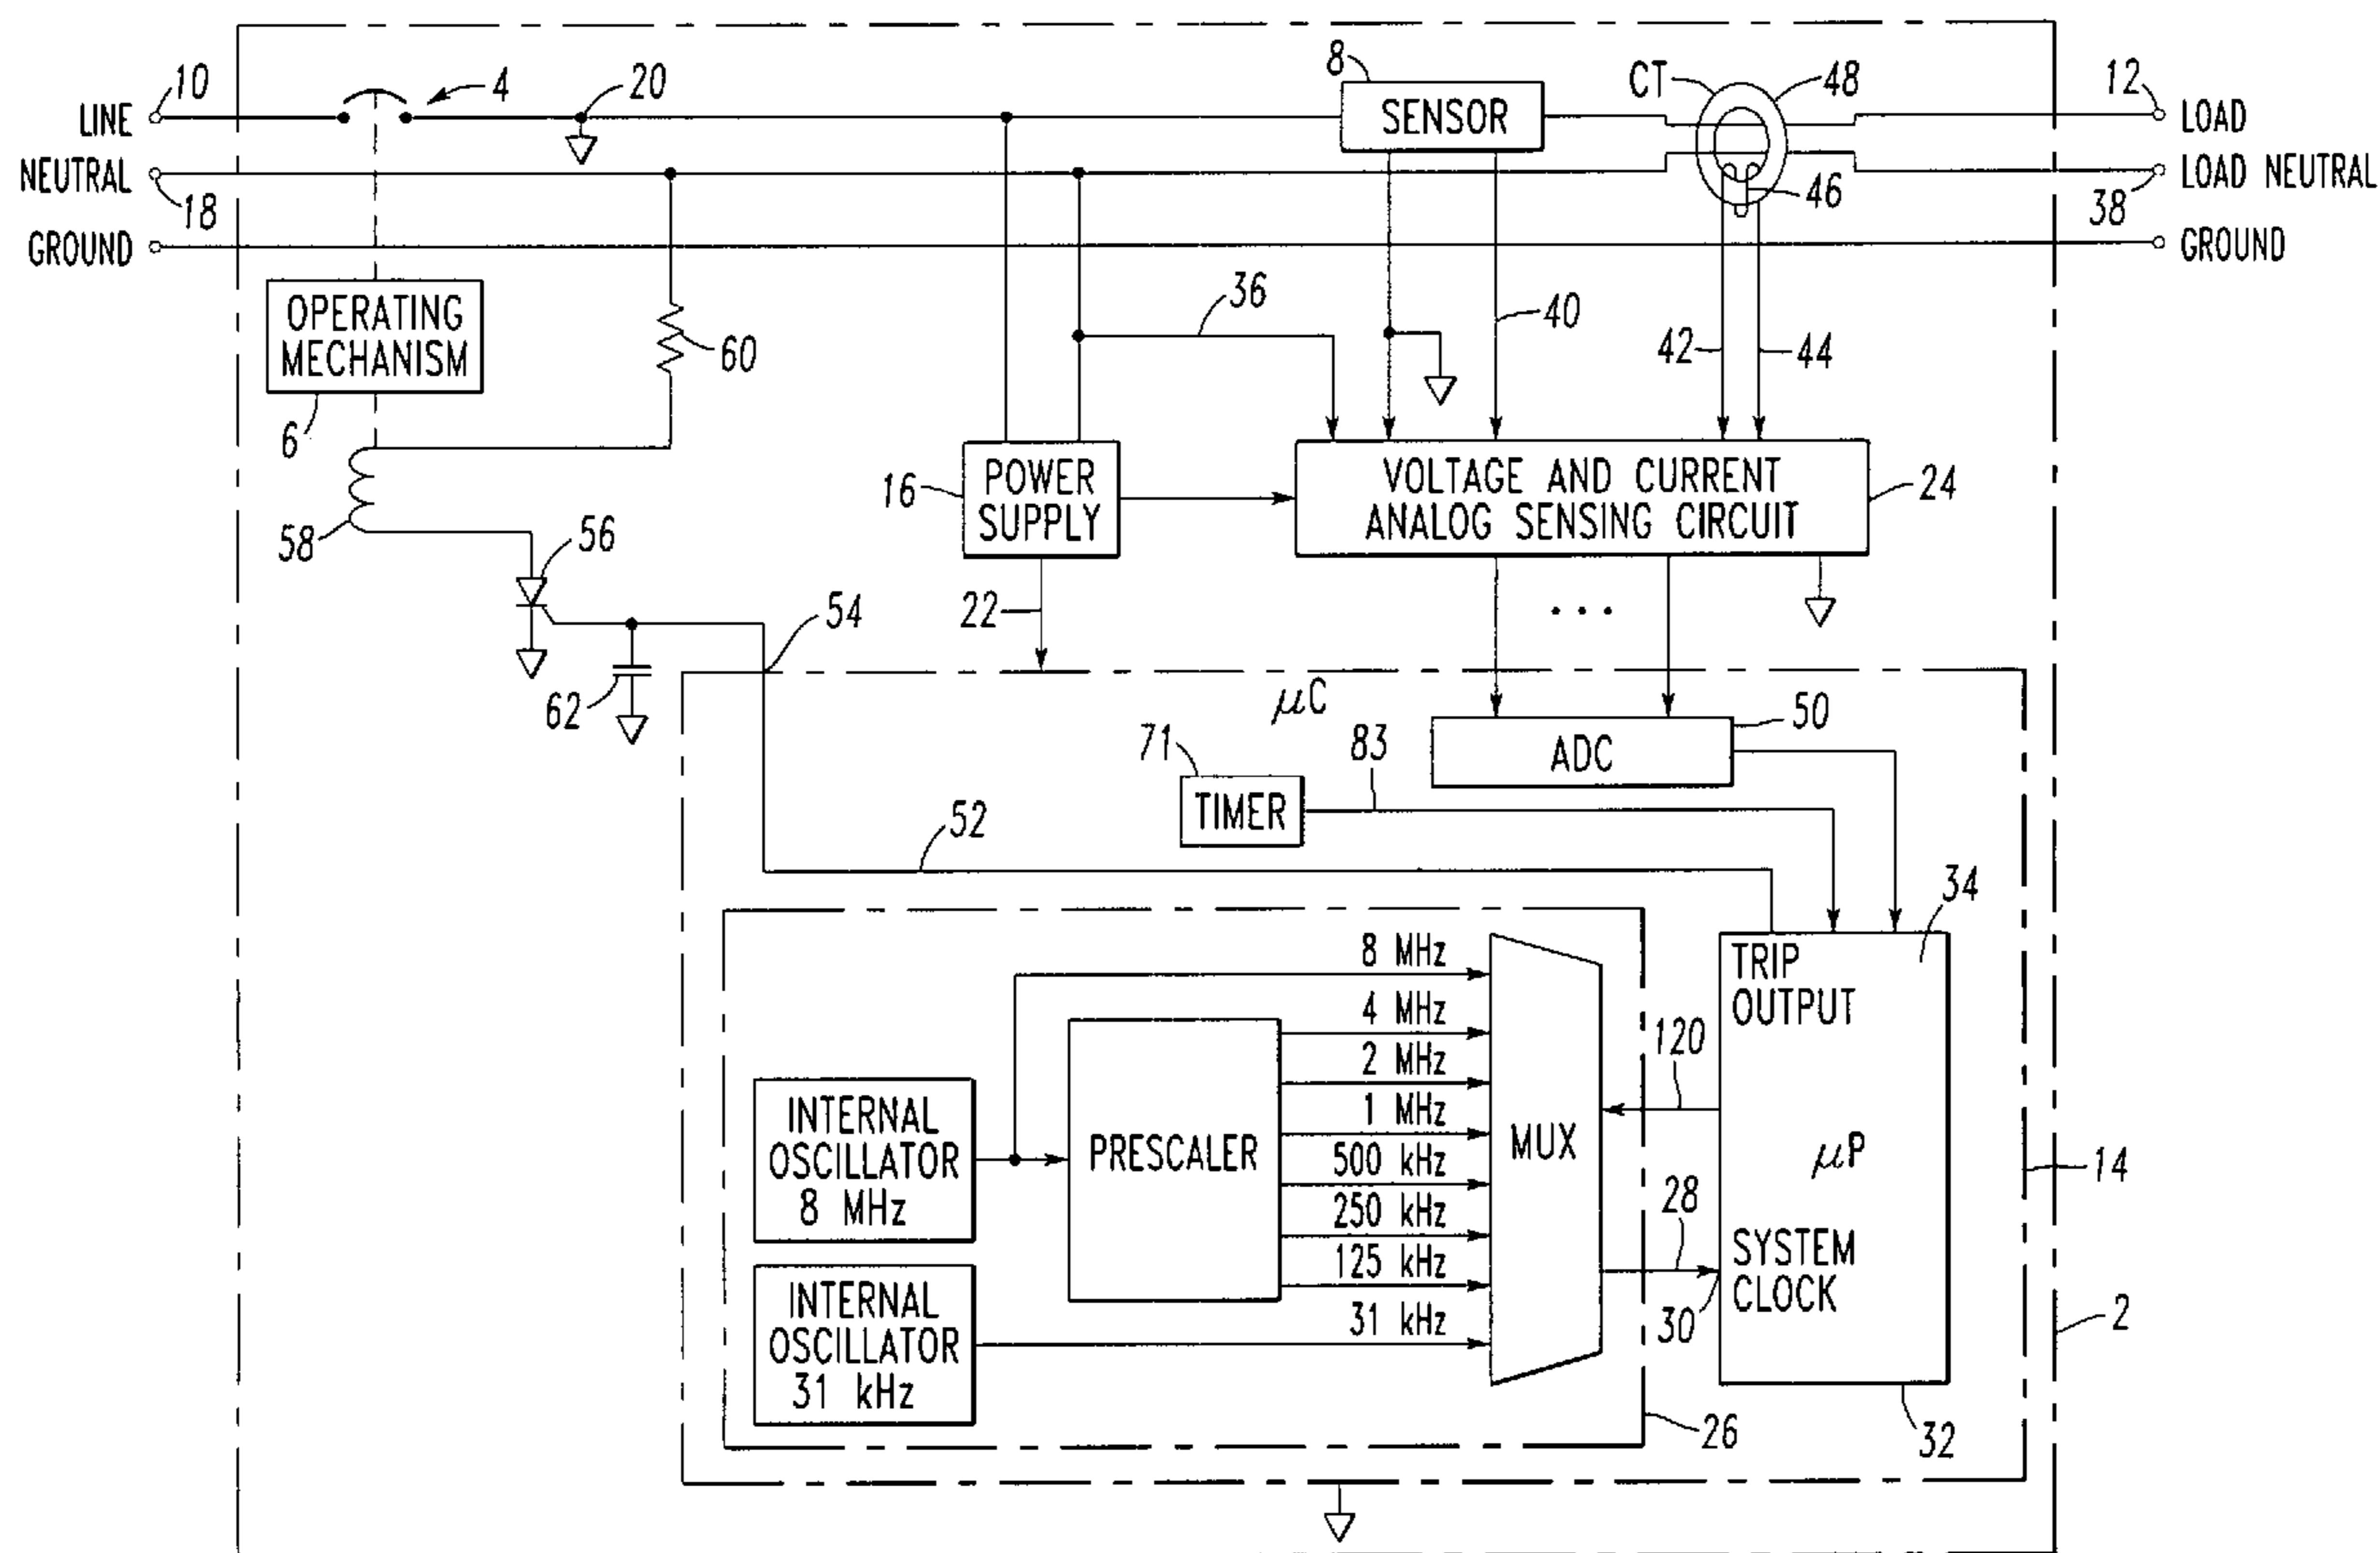 10
4
20
8
CT
48
12
LINE
SENSOR
LOAD
NEUTRAL
18
46
LOAD NEUTRAL
38
GROUND
GROUND
OPERATING
MECHANISM
6
60
36
40
42
44
58
56
16
POWER
SUPPLY
VOLTAGE AND CURRENT
ANALOG SENSING CIRCUIT
24
22
54
62
μC
71
TIMER
83
ADC
50
52
34
8 MHz
4 MHz
2 MHz
1 MHz
500 kHz
250 kHz
125 kHz
31 kHz
INTERNAL
OSCILLATOR
8 MHz
PRESCALER
MUX
INTERNAL
OSCILLATOR
31 kHz
TRIP
OUTPUT
120
μP
28
SYSTEM
CLOCK
30
14
2
26
32